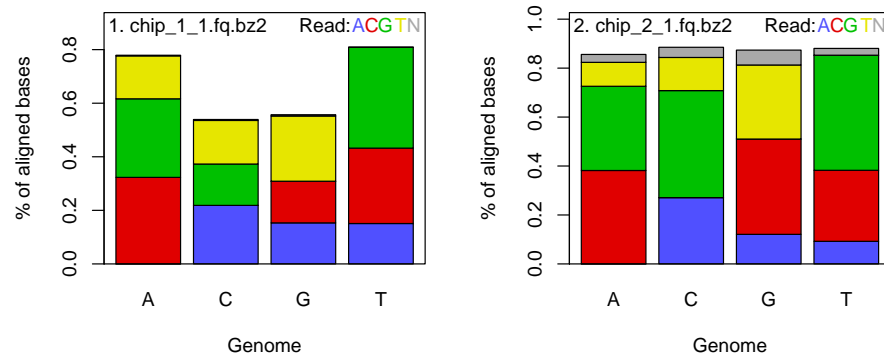 1. chip_1_1.fq.bz2 Read:ACGTN
% of aligned bases
0.8
0.6
0.4
0.2
0.0
A C G T
Genome
2. chip_2_1.fq.bz2 Read:ACGTN
% of aligned bases
1.0
0.8
0.6
0.4
0.2
0.0
A C G T
Genome